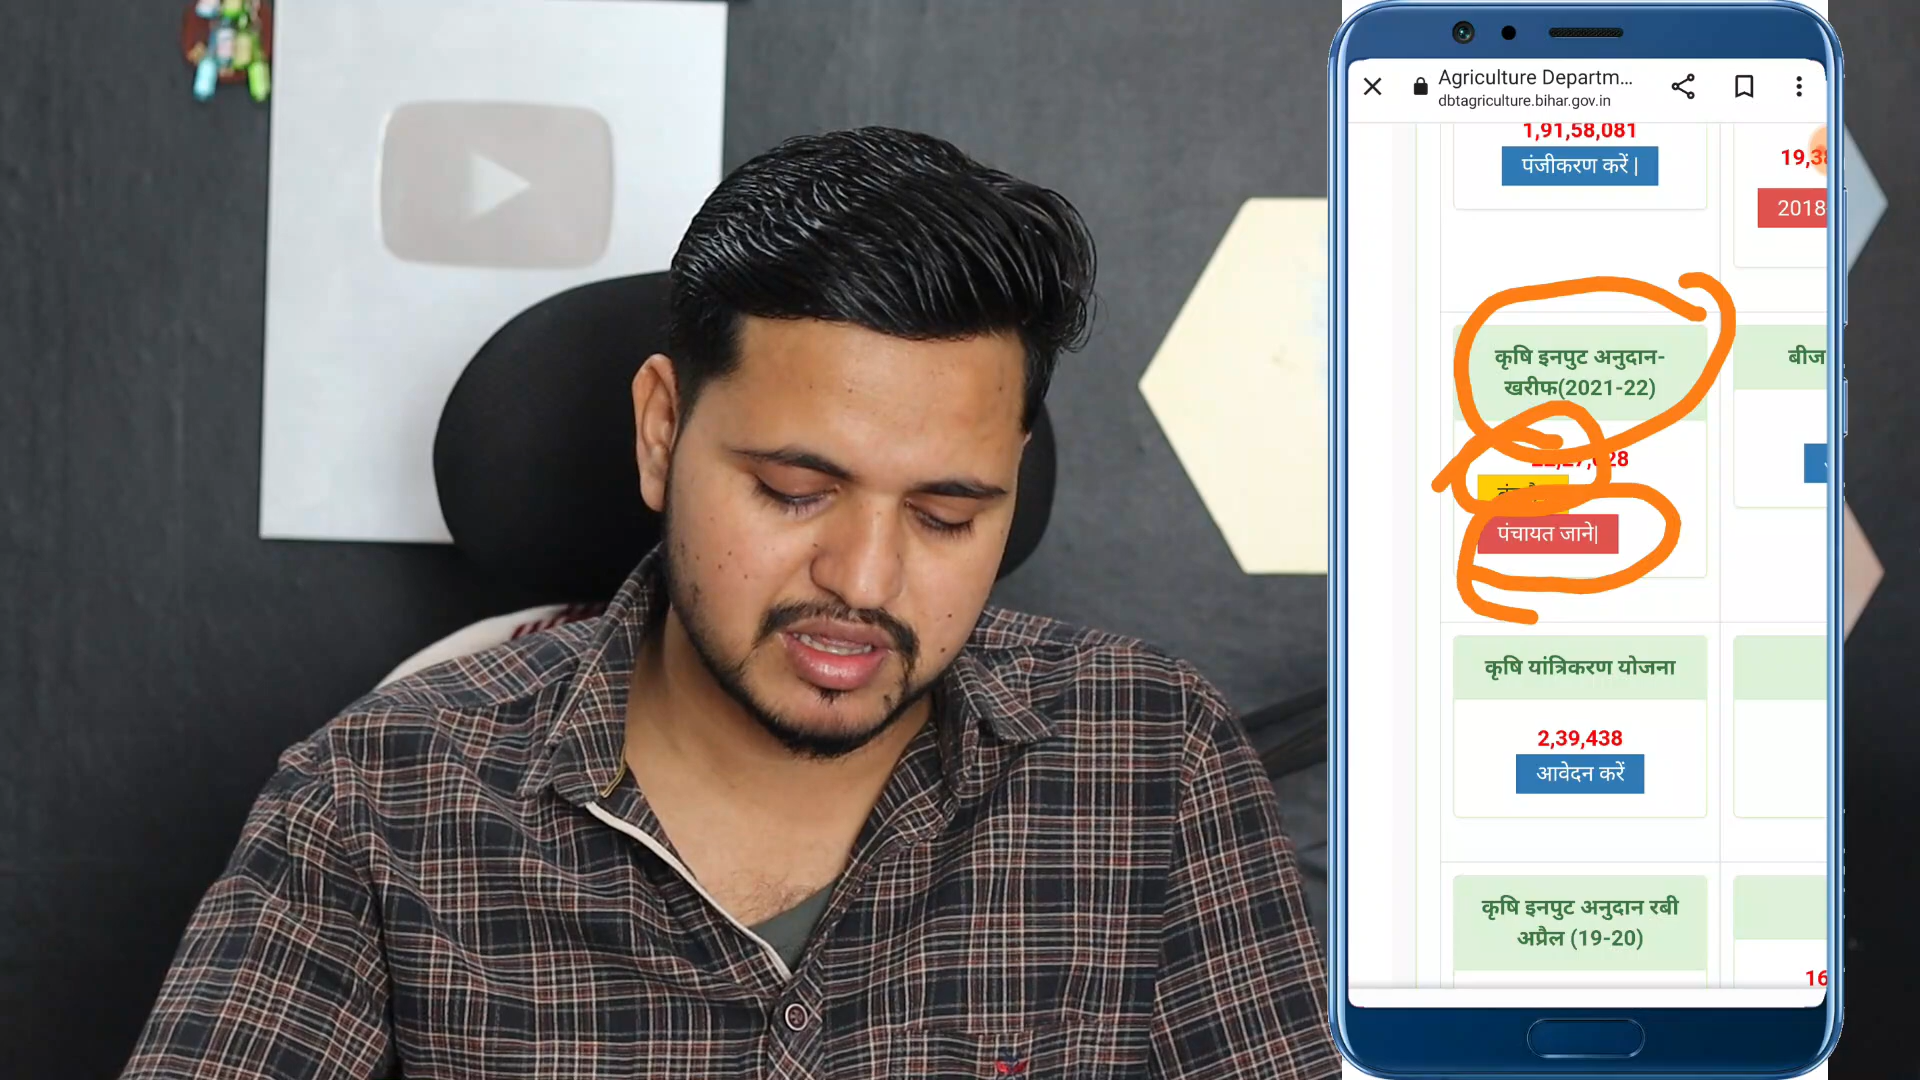 Agriculture Departm...
dbtagriculture.bihar.gov.in
1,91,58,081
पंजीकरण करें |
19,38
2018
कृषि इनपुट अनुदान-
खरीफ(2021-22)
बीज
पंचायत जाने|
कृषि यांत्रिकरण योजना
2,39,438
आवेदन करें
कृषि इनपुट अनुदान रबी
अप्रैल (19-20)
16